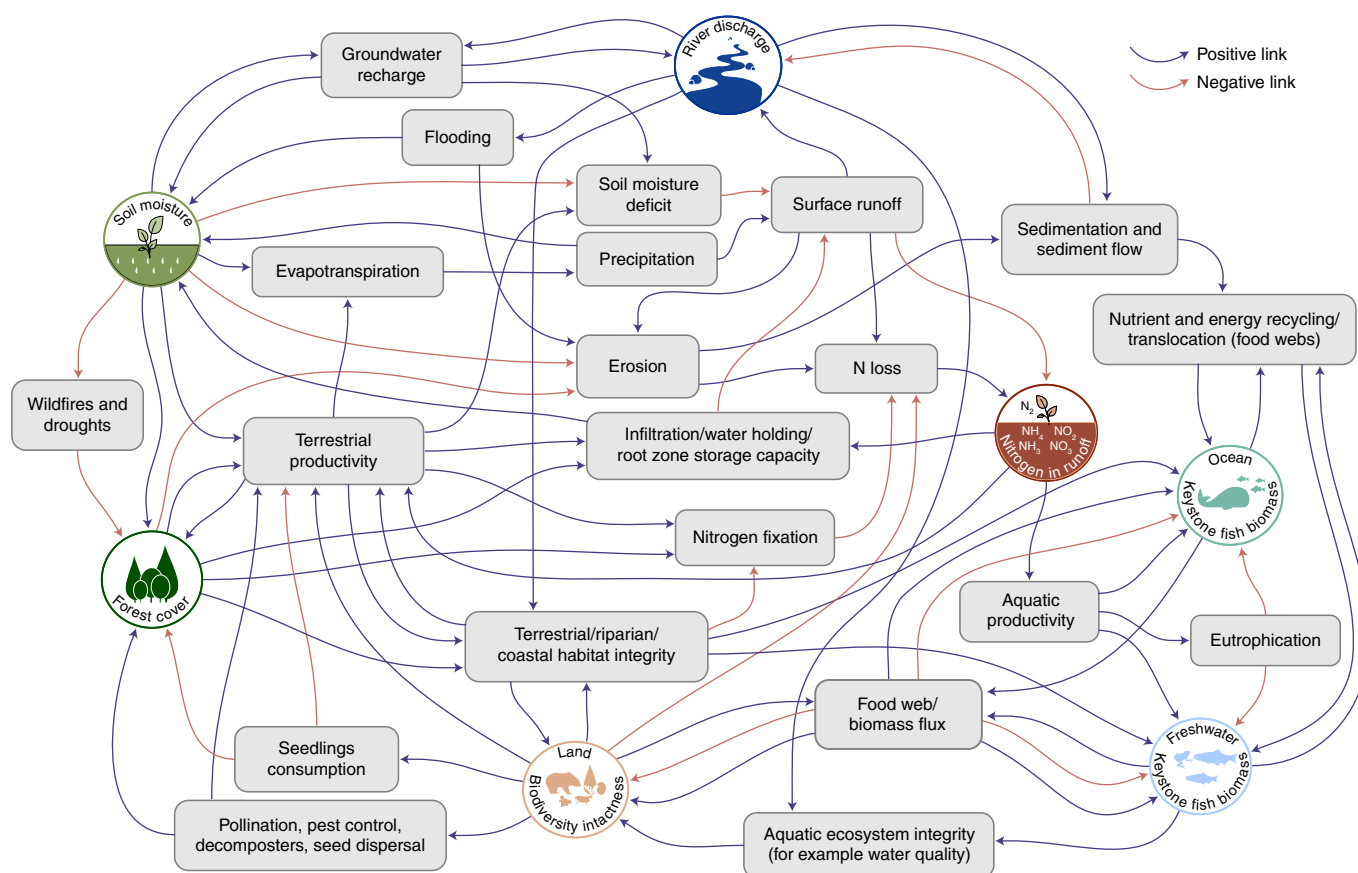 River discharge
Groundwater
recharge
Positive link
Negative link
Flooding
Soil moisture
Soil moisture
deficit
Surface runoff
Sedimentation and
sediment flow
Evapotranspiration
Precipitation
Nutrient and energy recycling/
translocation (food webs)
Erosion
N loss
Wildfires and
droughts
N2
NH4 NO2
NH3 NO3
Nitrogen in runoff
Terrestrial
productivity
Infiltration/water holding/
root zone storage capacity
Ocean
Keystone fish biomass
Nitrogen fixation
Forest cover
Aquatic
productivity
Eutrophication
Terrestrial/riparian/
coastal habitat integrity
Food web/
biomass flux
Seedlings
consumption
Land
Biodiversity intactness
Freshwater
Keystone fish biomass
Pollination, pest control,
decomposters, seed dispersal
Aquatic ecosystem integrity
(for example water quality)